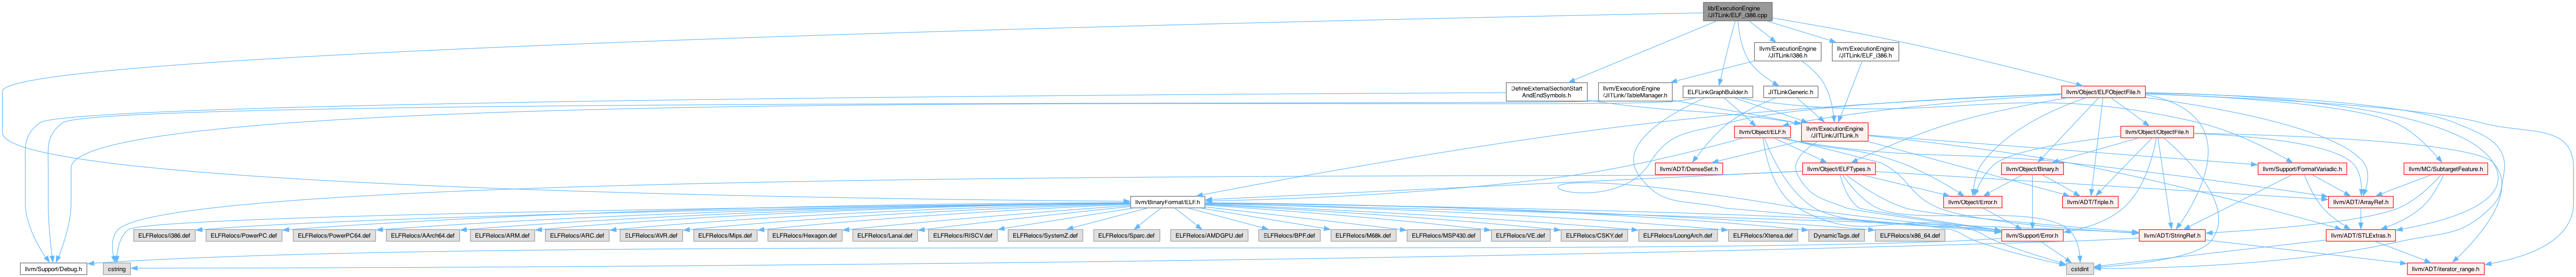 lib/ExecutionEngine
/JITLink/ELF_i386.cpp
llvm/ExecutionEngine
/JITLink/i386.h
llvm/ExecutionEngine
/JITLink/ELF_i386.h
DefineExternalSectionStart
AndEndSymbols.h
llvm/ExecutionEngine
/JITLink/TableManager.h
ELFLinkGraphBuilder.h
JITLinkGeneric.h
llvm/Object/ELFObjectFile.h
llvm/Object/ELF.h
llvm/ExecutionEngine
/JITLink/JITLink.h
llvm/Object/ObjectFile.h
llvm/ADT/DenseSet.h
llvm/Object/ELFTypes.h
llvm/Object/Binary.h
llvm/Support/FormatVariadic.h
llvm/MC/SubtargetFeature.h
llvm/BinaryFormat/ELF.h
llvm/Object/Error.h
llvm/ADT/Triple.h
llvm/ADT/ArrayRef.h
ELFRelocs/i386.def
ELFRelocs/PowerPC.def
ELFRelocs/PowerPC64.def
ELFRelocs/AArch64.def
ELFRelocs/ARM.def
ELFRelocs/ARC.def
ELFRelocs/AVR.def
ELFRelocs/Mips.def
ELFRelocs/Hexagon.def
ELFRelocs/Lanai.def
ELFRelocs/RISCV.def
ELFRelocs/SystemZ.def
ELFRelocs/Sparc.def
ELFRelocs/AMDGPU.def
ELFRelocs/BPF.def
ELFRelocs/M68k.def
ELFRelocs/MSP430.def
ELFRelocs/VE.def
ELFRelocs/CSKY.def
ELFRelocs/LoongArch.def
ELFRelocs/Xtensa.def
DynamicTags.def
ELFRelocs/x86_64.def
llvm/Support/Error.h
llvm/ADT/StringRef.h
llvm/ADT/STLExtras.h
llvm/Support/Debug.h
cstring
cstdint
llvm/ADT/iterator_range.h